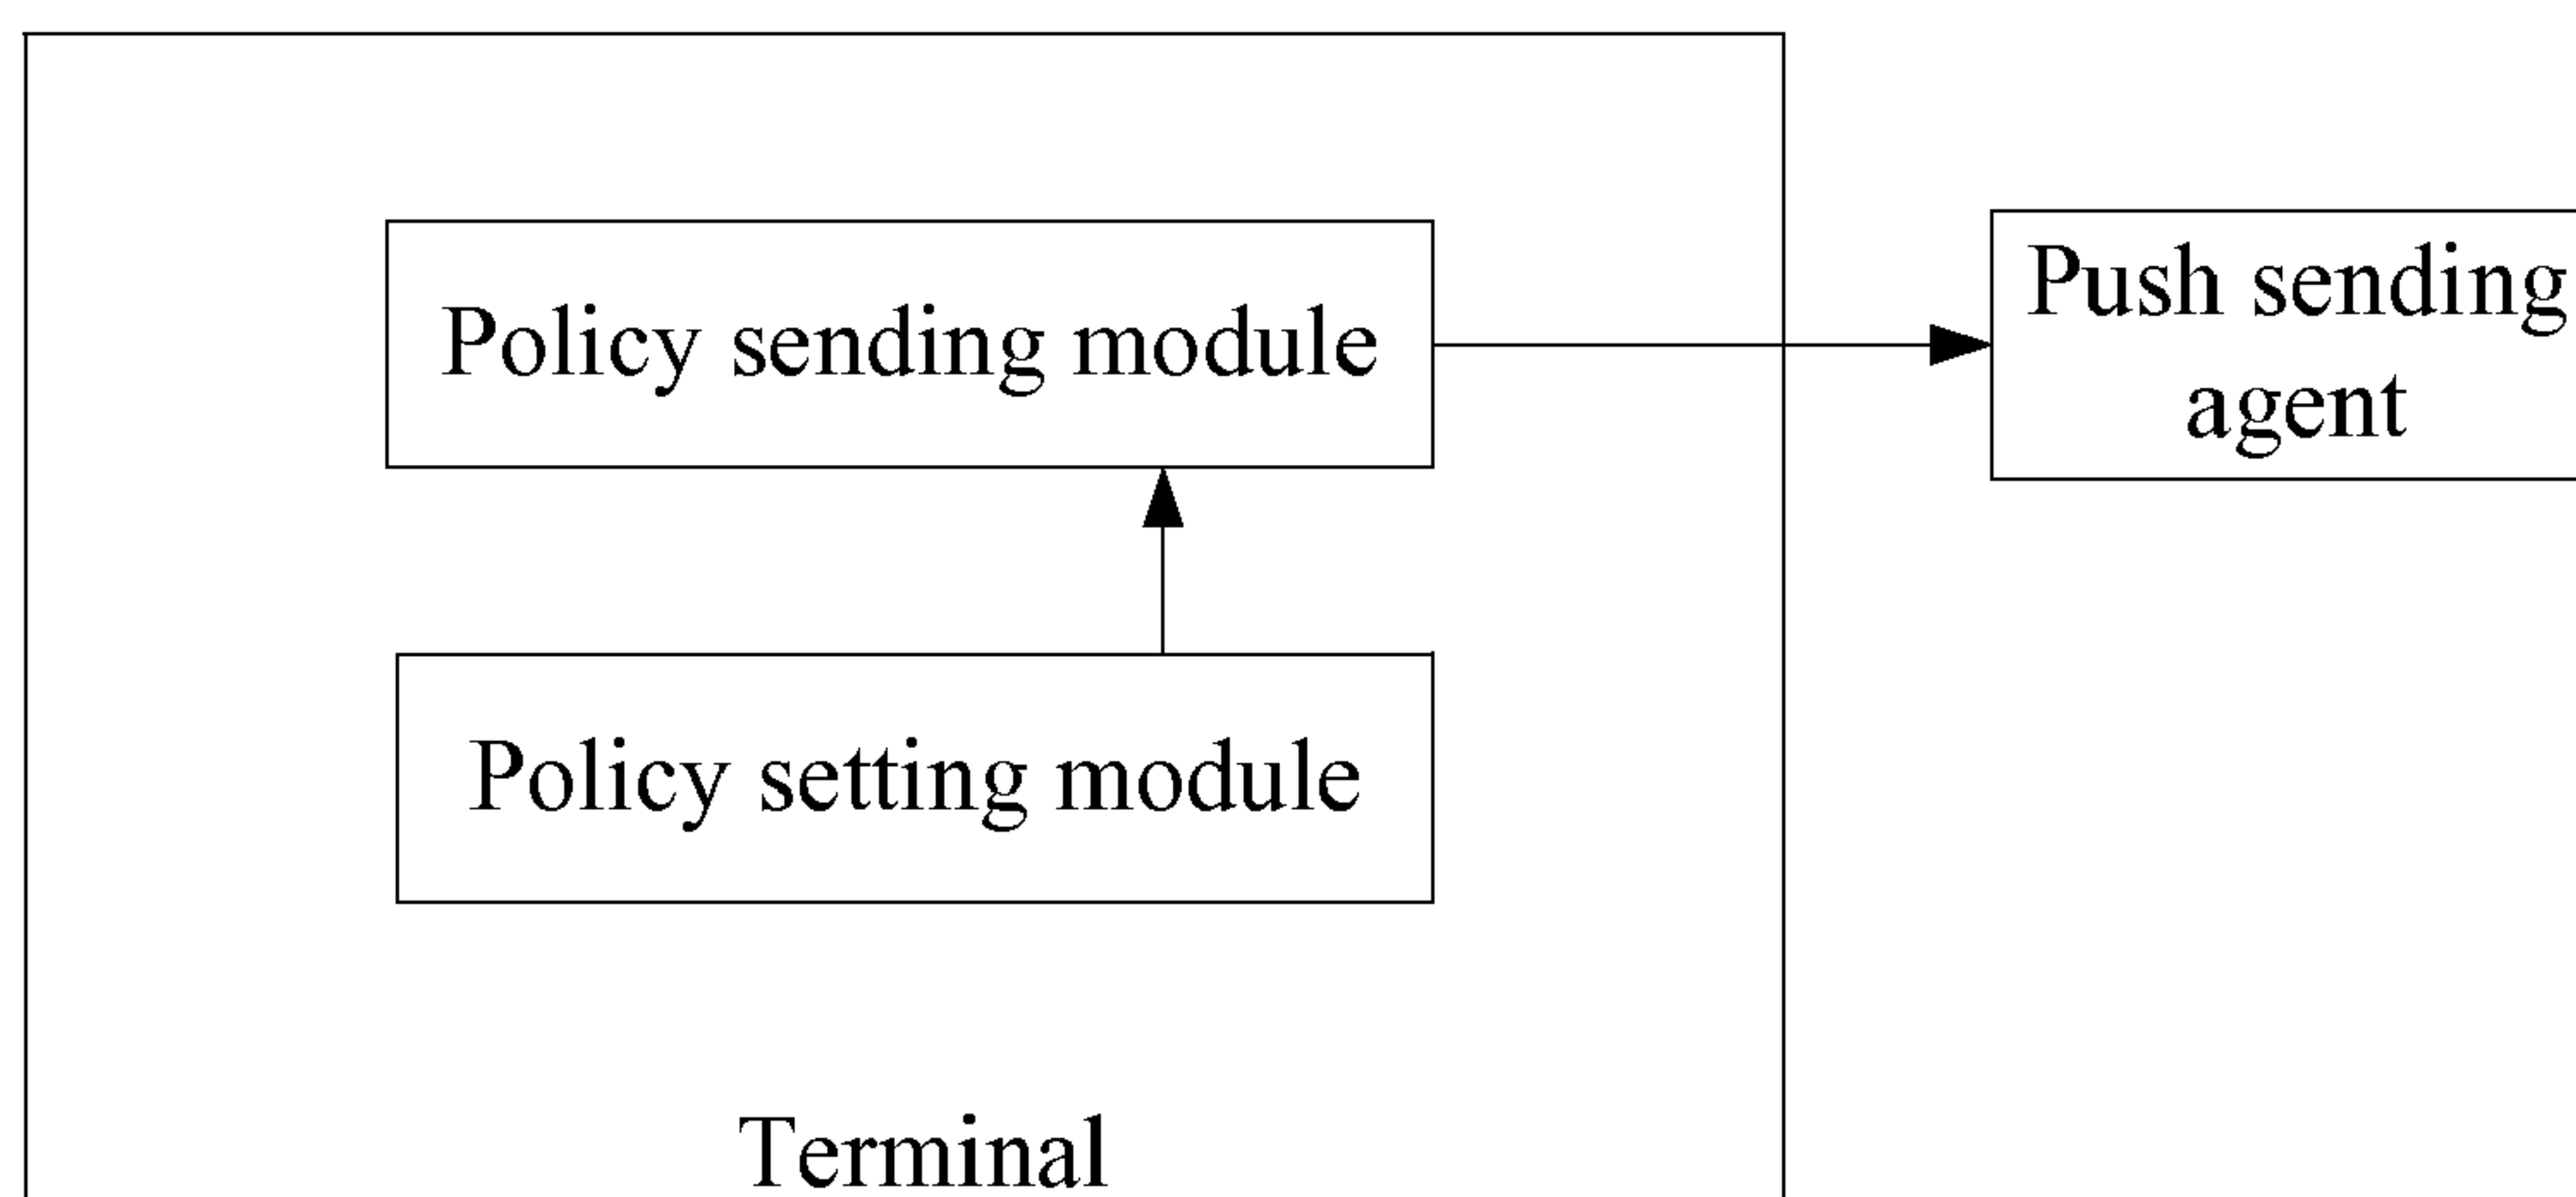 Policy sending module
Push sending
agent
Policy setting module
Terminal